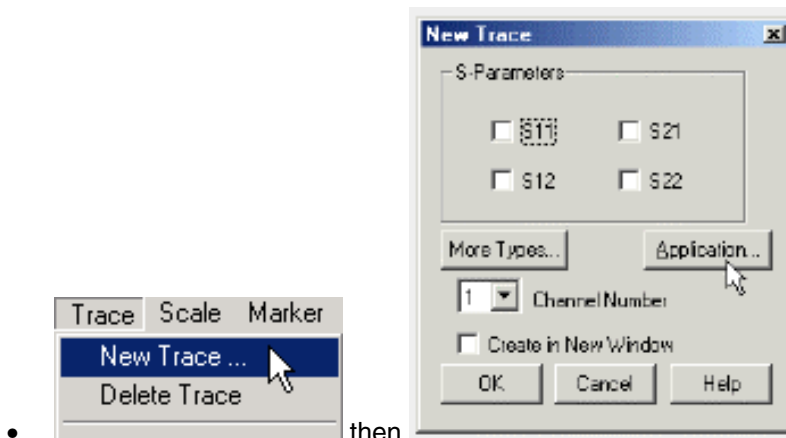 New Trace
S-Parameters
S11 S21
S12 S22
More Types... Application...
1 Channel Number
Create in New Window
OK Cancel Help
Trace Scale Marker
New Trace ...
Delete Trace
• then